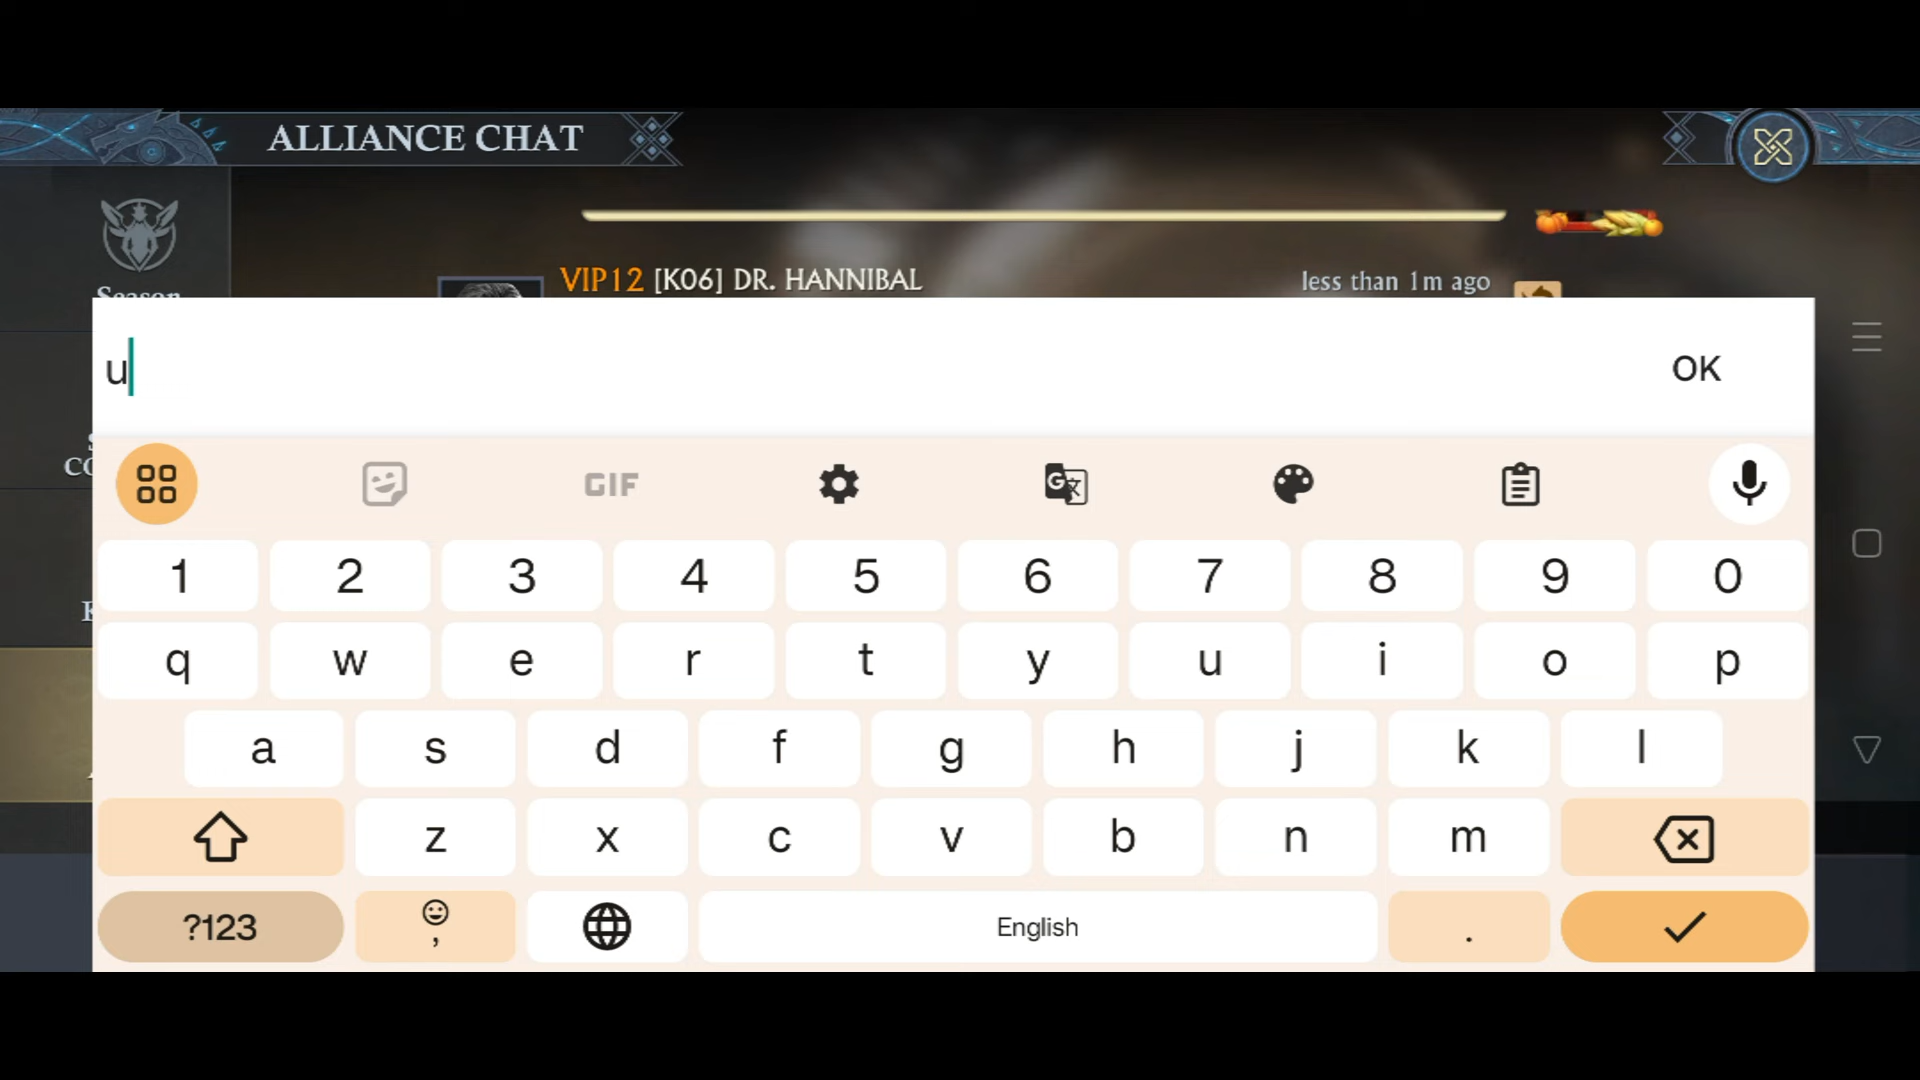 ALLIANCE CHAT
VIP12 [K06] DR. HANNIBAL
less than 1m ago
Season
u
OK
GIF
1 2 3 4 5 6 7 8 9 0
q w e r t y u i o p
a s d f g h j k l
z x c v b n m
?123
,
English
.